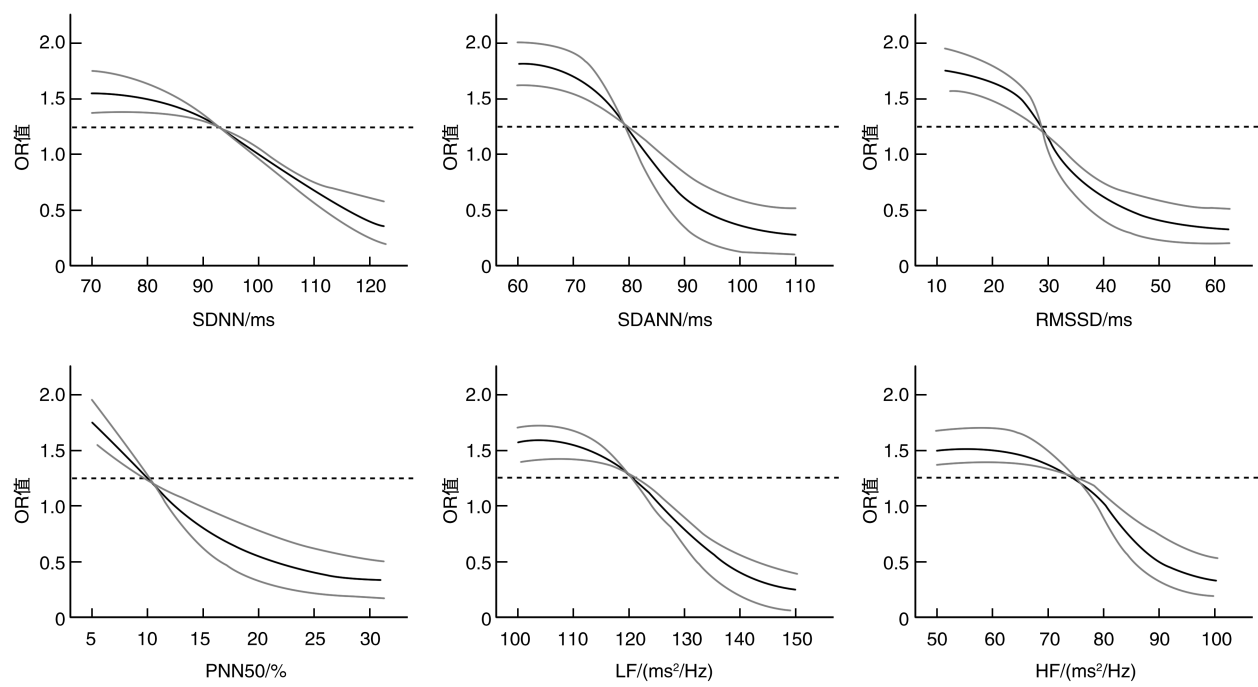 2.0
1.5
1.0
0.5
0
OR值
70 80 90 100 110 120
SDNN/ms
2.0
1.5
1.0
0.5
0
OR值
60 70 80 90 100 110
SDANN/ms
2.0
1.5
1.0
0.5
0
OR值
10 20 30 40 50 60
RMSSD/ms
2.0
1.5
1.0
0.5
0
OR值
5 10 15 20 25 30
PNN50/%
2.0
1.5
1.0
0.5
0
OR值
100 110 120 130 140 150
LF/(ms²/Hz)
2.0
1.5
1.0
0.5
0
OR值
50 60 70 80 90 100
HF/(ms²/Hz)